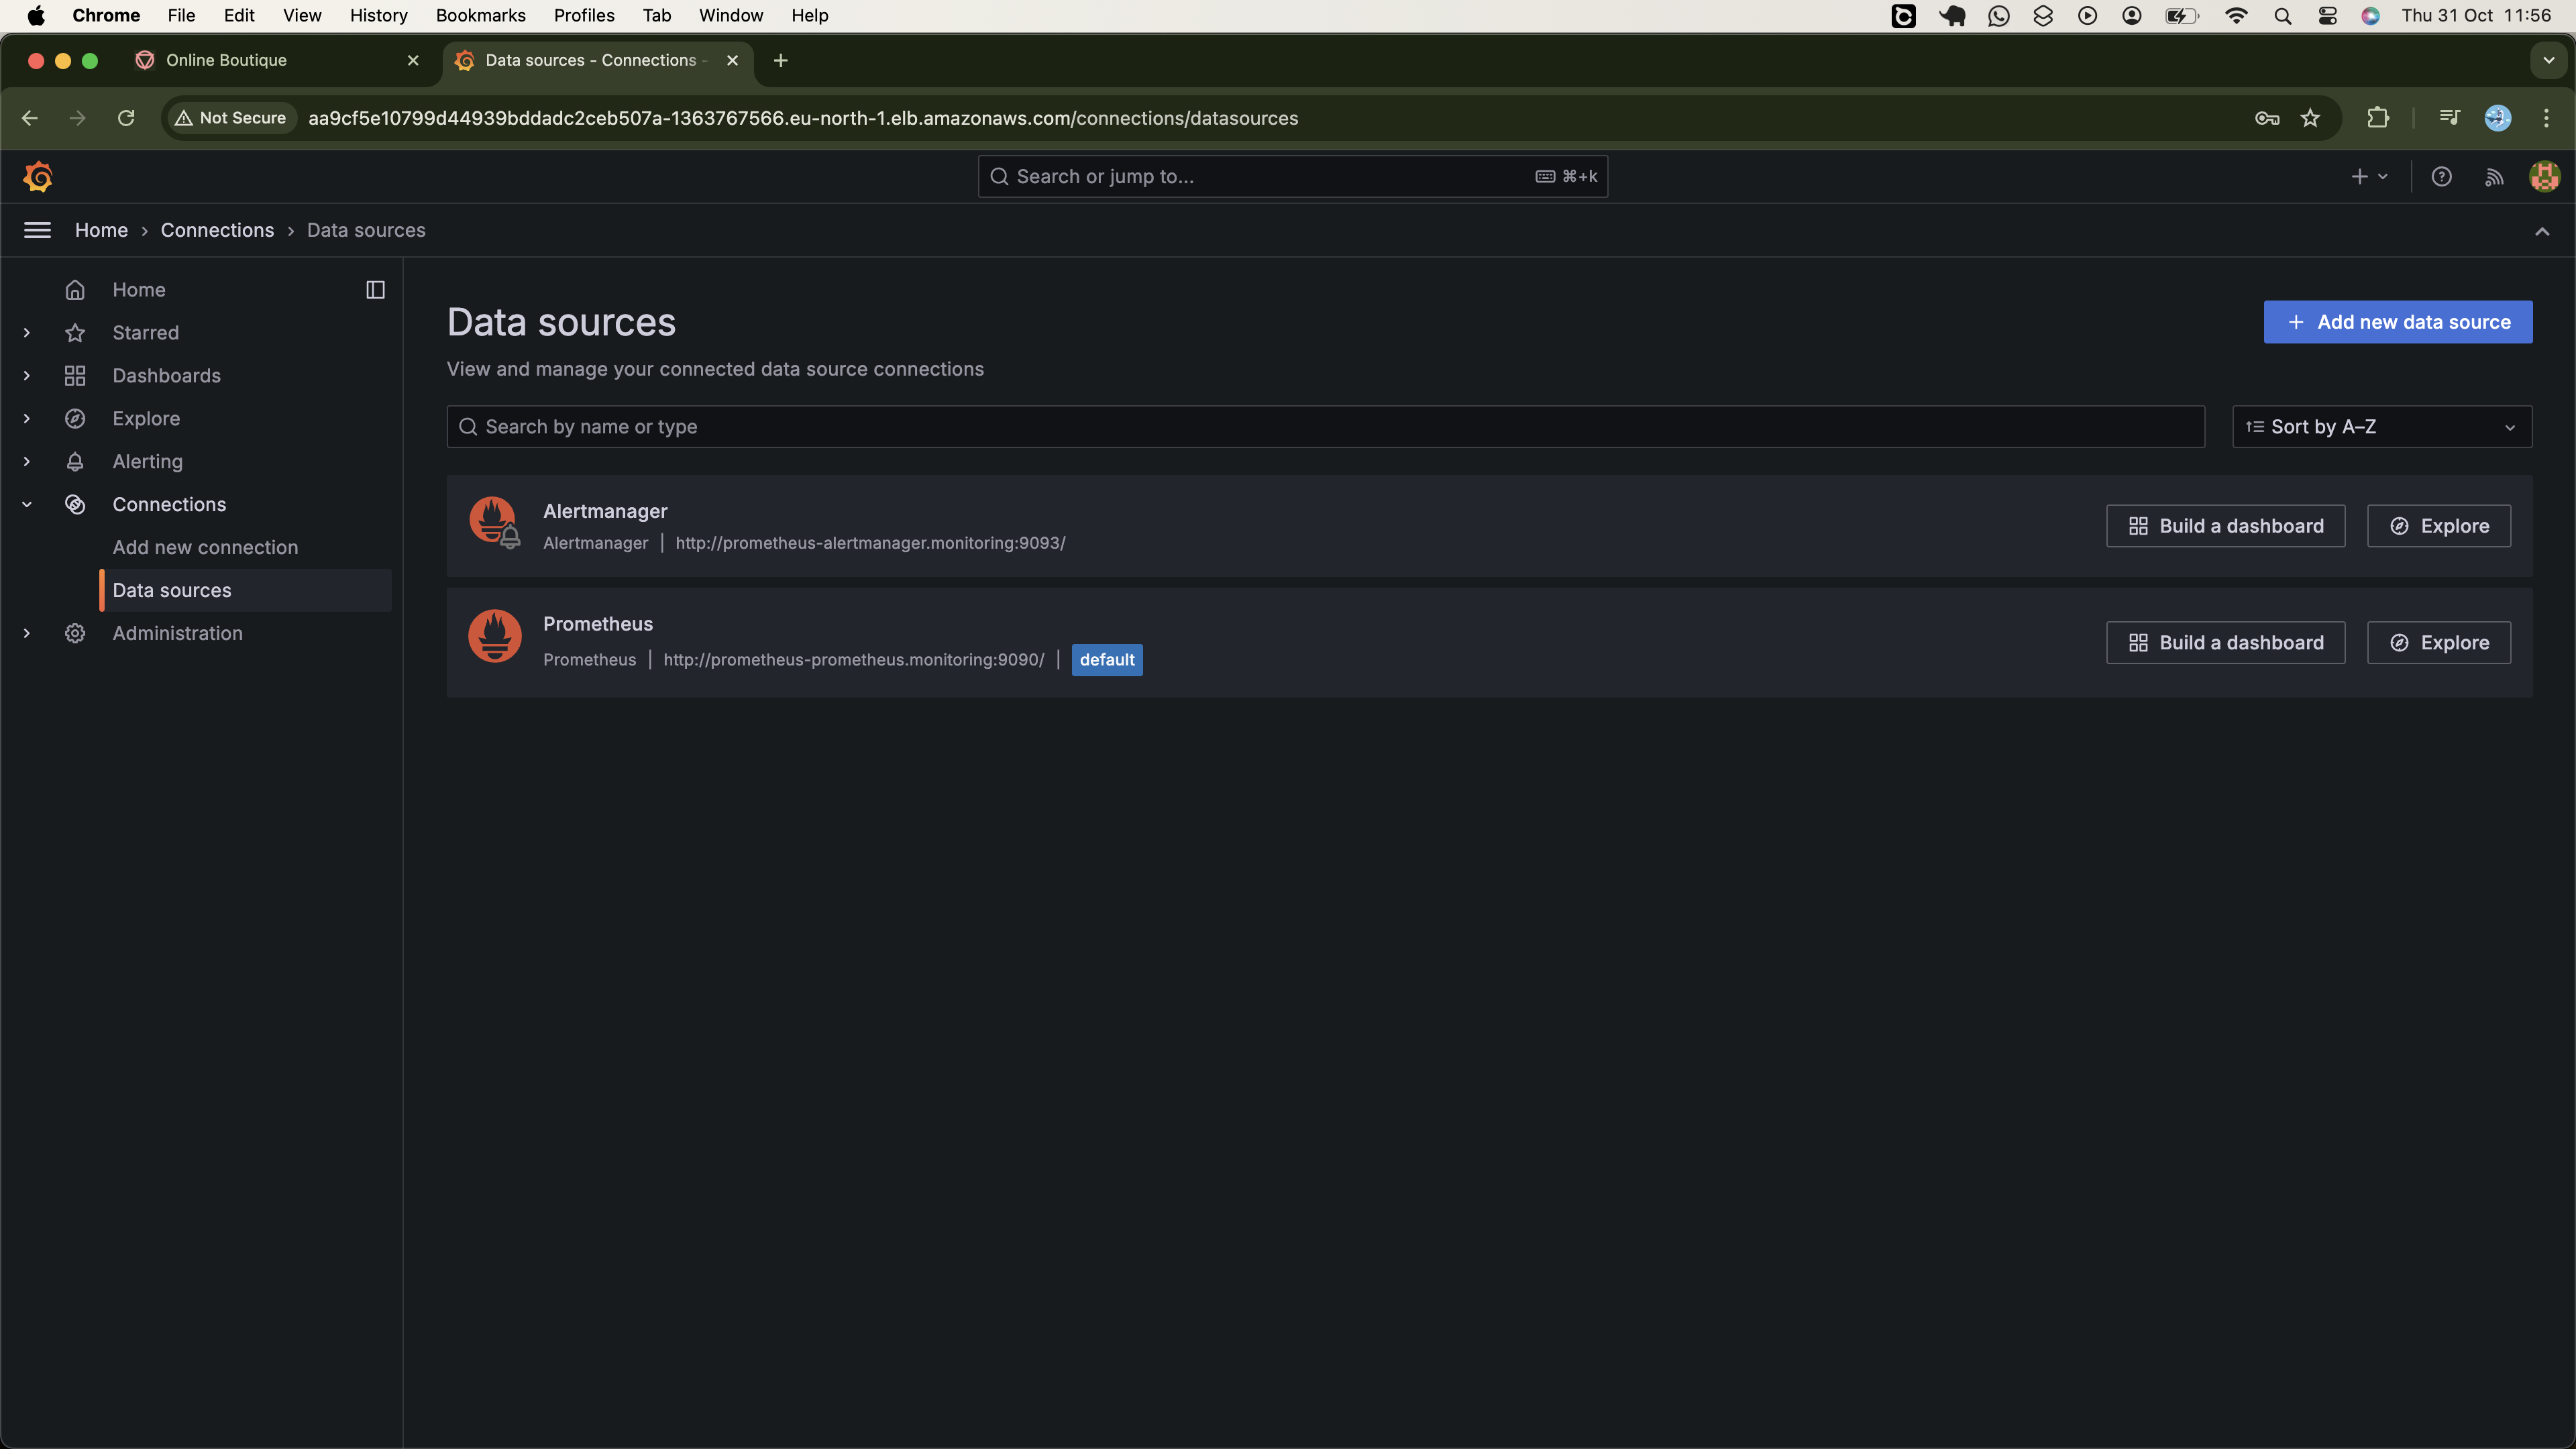 Chrome File Edit View History Bookmarks Profiles Tab Window Help Thu 31 Oct 11:56
Online Boutique Data sources - Connections -
Not Secure aa9cf5e10799d44939bddadc2ceb507a-1363767566.eu-north-1.elb.amazonaws.com/connections/datasources
Search or jump to... ⌘+k
Home › Connections › Data sources
Home
Starred
Dashboards
Explore
Alerting
Connections
Add new connection
Data sources
Administration
Data sources
+ Add new data source
View and manage your connected data source connections
Search by name or type
Sort by A–Z
Alertmanager
Alertmanager | http://prometheus-alertmanager.monitoring:9093/
Build a dashboard
Explore
Prometheus
Prometheus | http://prometheus-prometheus.monitoring:9090/ | default
Build a dashboard
Explore